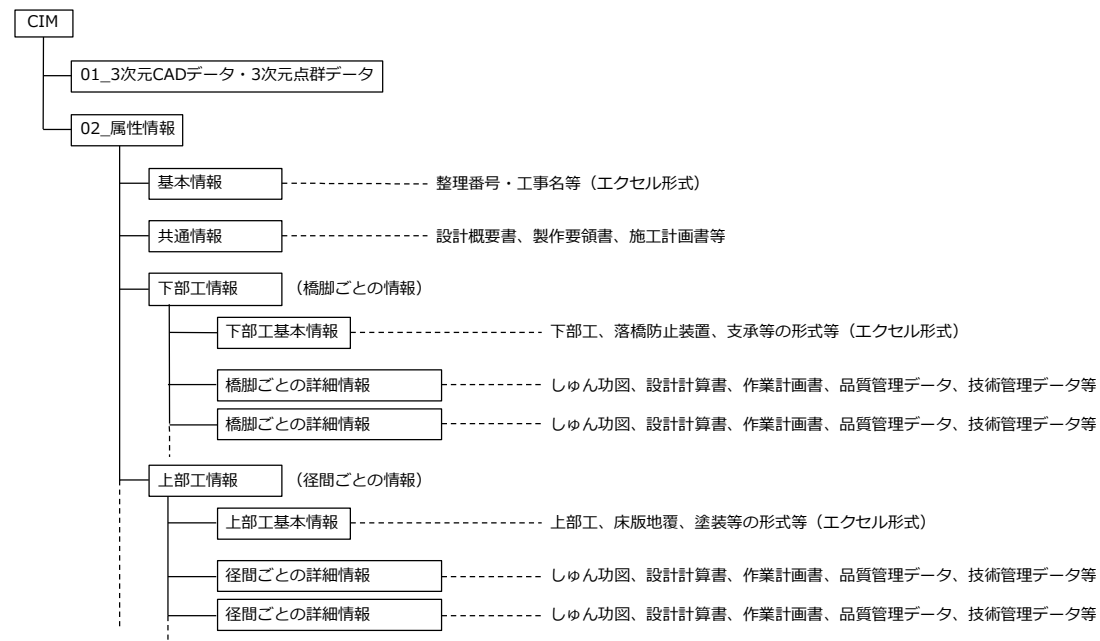 CIM
01_3次元CADデータ・3次元点群データ
02_属性情報
基本情報 整理番号・工事名等（エクセル形式）
共通情報 設計概要書、製作要領書、施工計画書等
下部工情報 （橋脚ごとの情報）
下部工基本情報 下部工、落橋防止装置、支承等の形式等（エクセル形式）
橋脚ごとの詳細情報 しゅん功図、設計計算書、作業計画書、品質管理データ、技術管理データ等
橋脚ごとの詳細情報 しゅん功図、設計計算書、作業計画書、品質管理データ、技術管理データ等
上部工情報 （径間ごとの情報）
上部工基本情報 上部工、床版地覆、塗装等の形式等（エクセル形式）
径間ごとの詳細情報 しゅん功図、設計計算書、作業計画書、品質管理データ、技術管理データ等
径間ごとの詳細情報 しゅん功図、設計計算書、作業計画書、品質管理データ、技術管理データ等